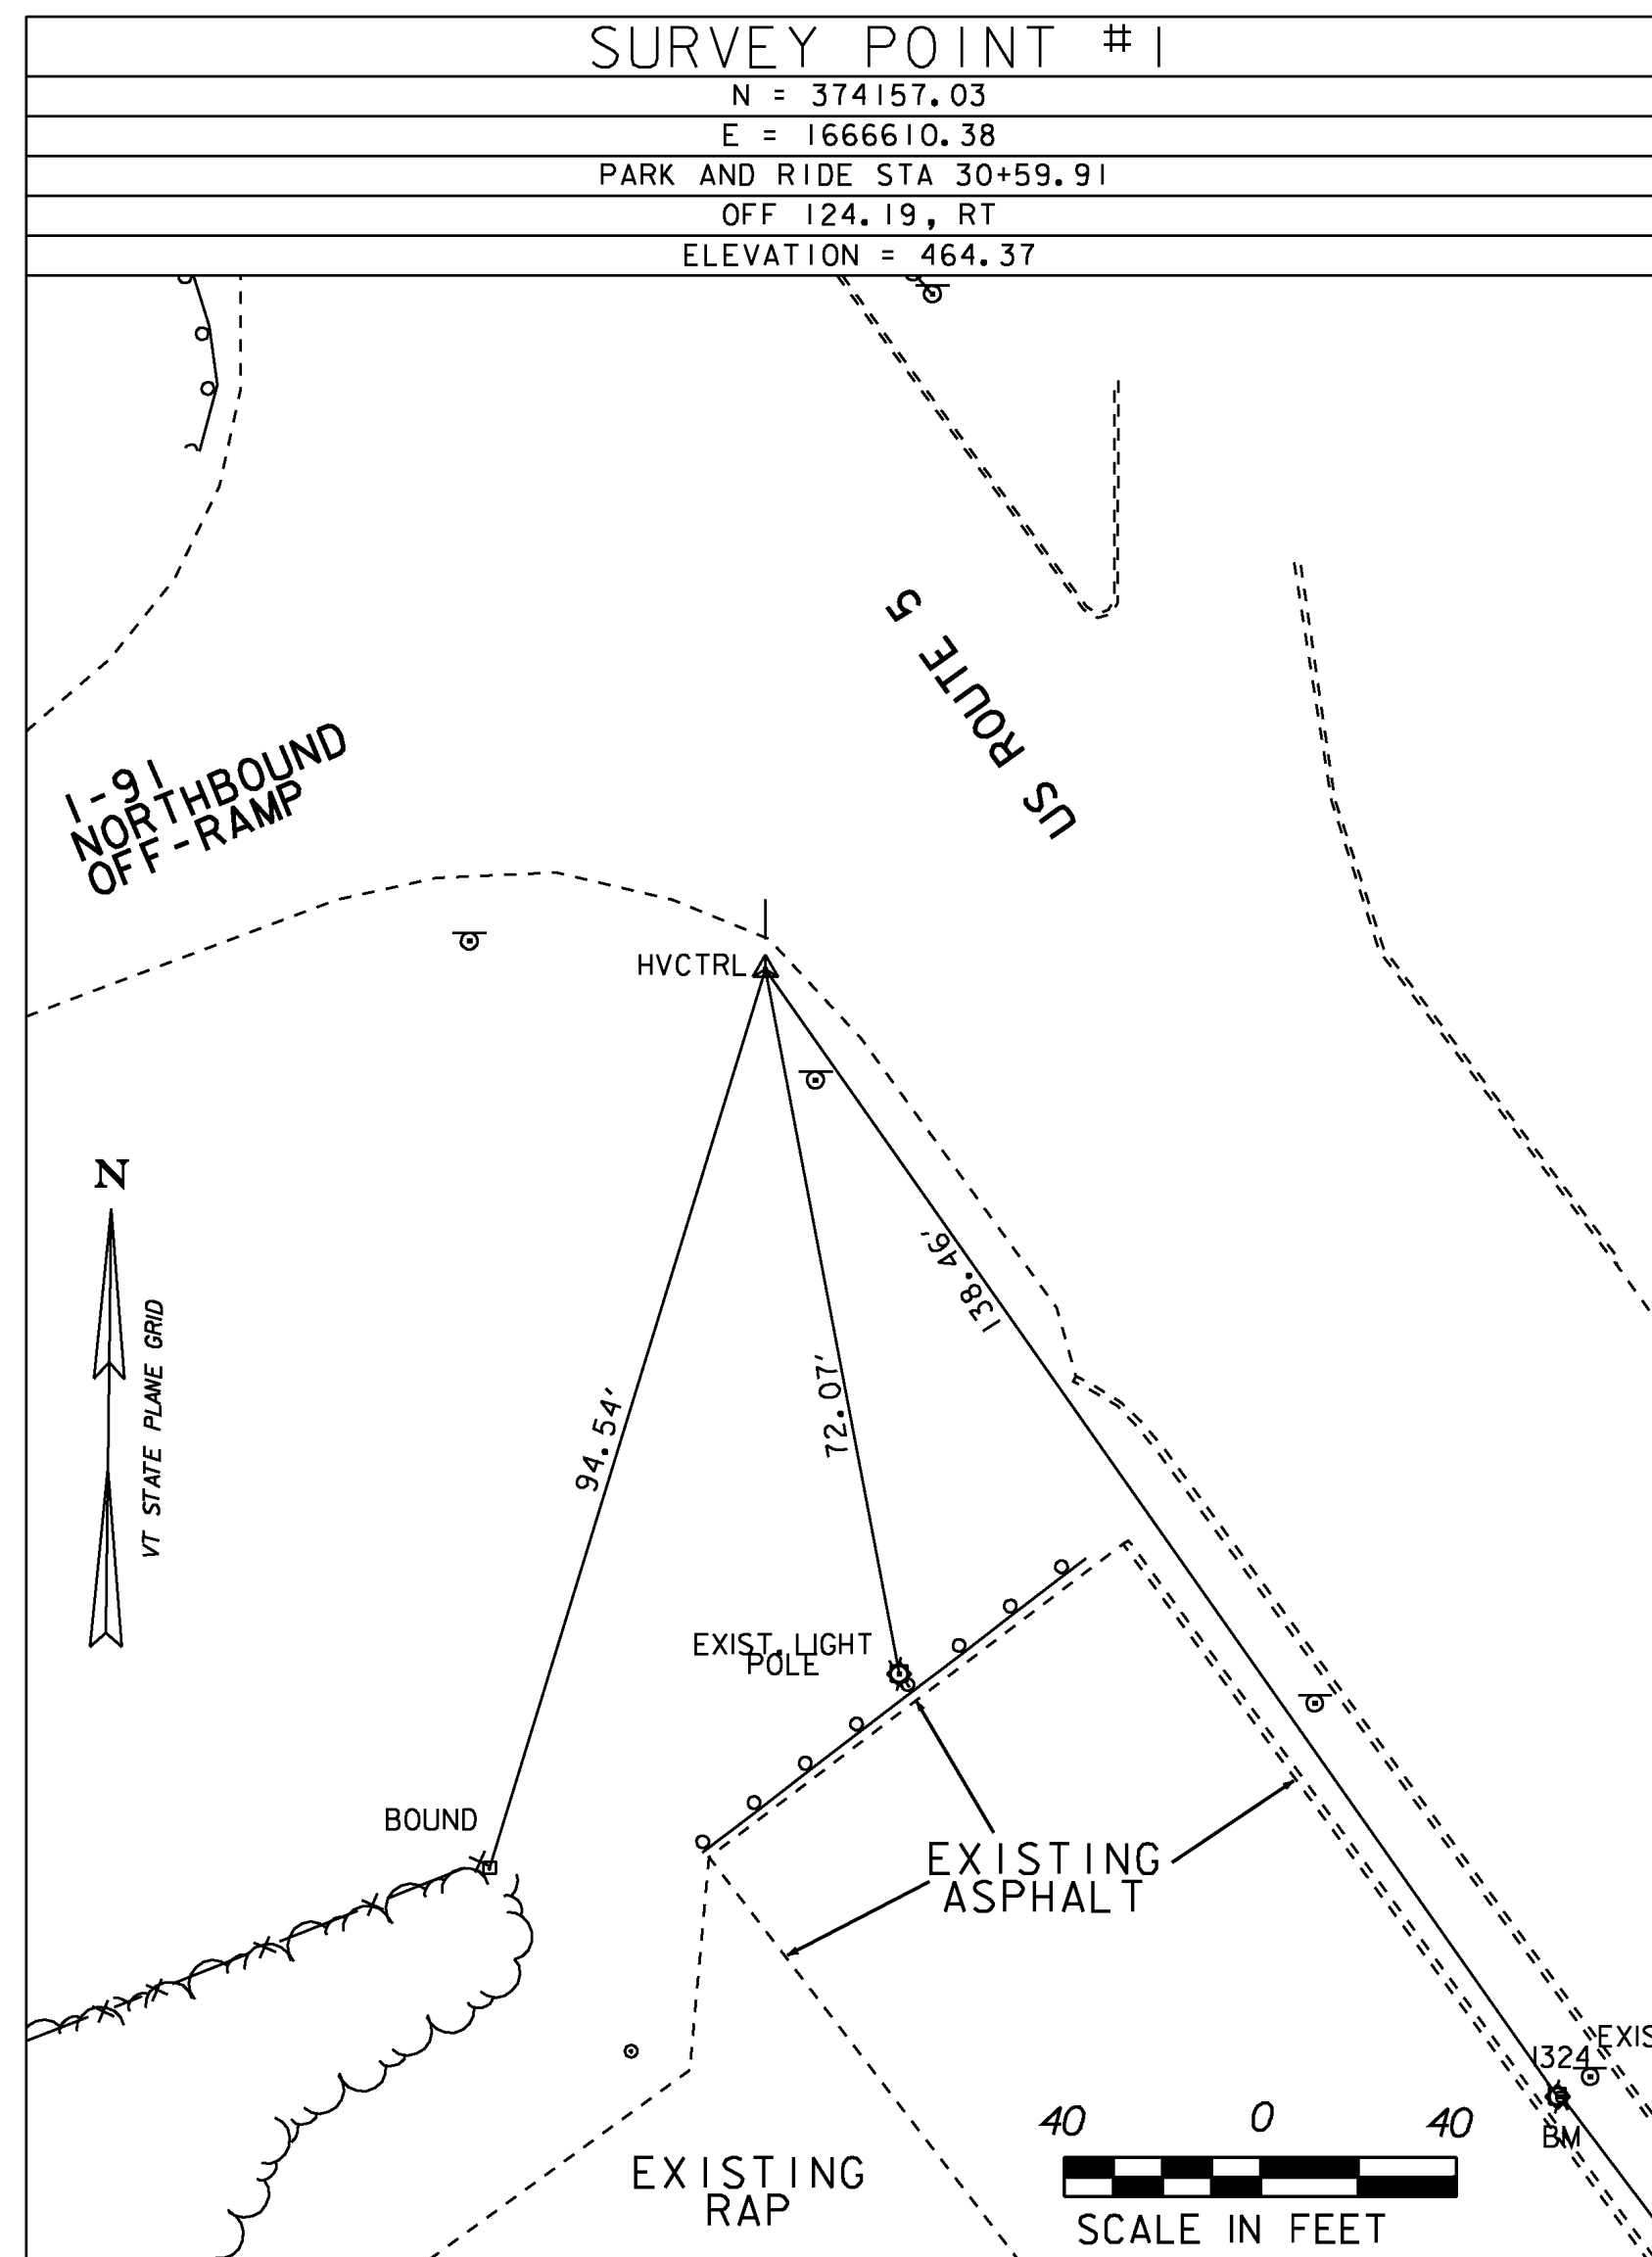 SURVEY POINT #1
N = 374157.03
E = 1666610.38
PARK AND RIDE STA 30+59.91
OFF 124.19, RT
ELEVATION = 464.37
US ROUTE 5
I-91
NORTHBOUND
OFF-RAMP
HVCTRL
N
VT STATE PLANE GRID
138.46'
72.07'
94.54'
EXIST. LIGHT
POLE
BOUND
EXISTING
ASPHALT
EXIS
1324
BM
40 0 40
SCALE IN FEET
EXISTING
RAP